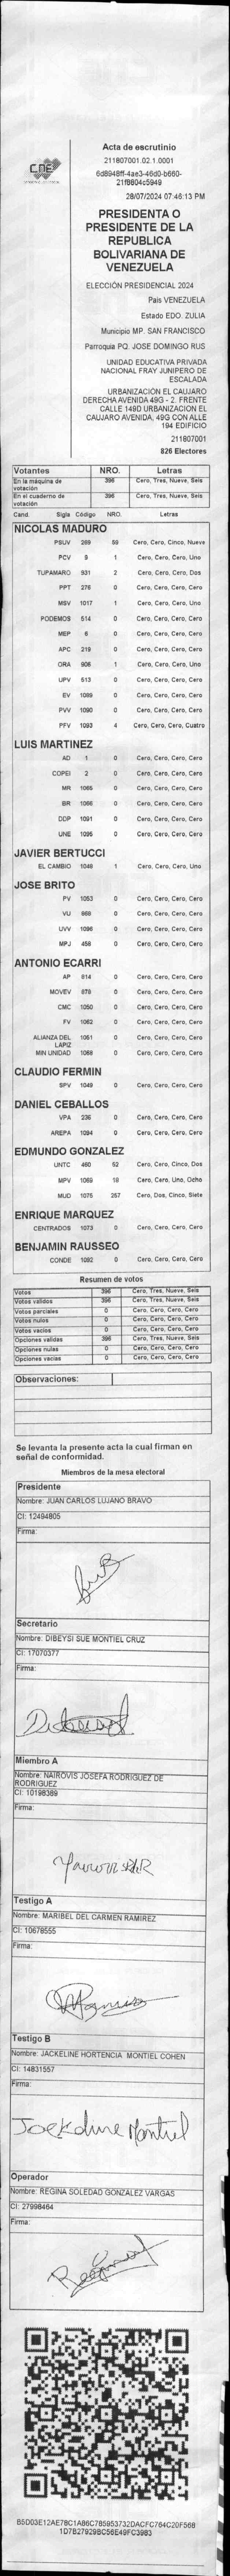 CNE
Acta de escrutinio
211807001.02.1.0001
6d8948ff-4ae3-46d0-b660-
21f8604c5949
28/07/2024 07:46:13 PM
PRESIDENTA O
PRESIDENTE DE LA
REPUBLICA
BOLIVARIANA DE
VENEZUELA
ELECCIÓN PRESIDENCIAL 2024
País VENEZUELA
Estado EDO. ZULIA
Municipio MP. SAN FRANCISCO
Parroquia PQ. JOSE DOMINGO RUS
UNIDAD EDUCATIVA PRIVADA
NACIONAL FRAY JUNIPERO DE
ESCALADA
URBANIZACIÓN EL CAUJARO
DERECHA AVENIDA 49G - 2. FRENTE
CALLE 149D URBANIZACION EL
CAUJARO AVENIDA, 49G CON ALLE
194 EDIFICIO
211807001
826 Electores
Votantes NRO. Letras
En la máquina de votación 396 Cero, Tres, Nueve, Seis
En el cuaderno de votación 396 Cero, Tres, Nueve, Seis
Cand. Sigla Código NRO. Letras
NICOLAS MADURO
PSUV 269 59 Cero, Cero, Cinco, Nueve
PCV 9 1 Cero, Cero, Cero, Uno
TUPAMARO 931 2 Cero, Cero, Cero, Dos
PPT 276 0 Cero, Cero, Cero, Cero
MSV 1017 1 Cero, Cero, Cero, Uno
PODEMOS 514 0 Cero, Cero, Cero, Cero
MEP 6 0 Cero, Cero, Cero, Cero
APC 219 0 Cero, Cero, Cero, Cero
ORA 906 1 Cero, Cero, Cero, Uno
UPV 513 0 Cero, Cero, Cero, Cero
EV 1089 0 Cero, Cero, Cero, Cero
PVV 1090 0 Cero, Cero, Cero, Cero
PFV 1093 4 Cero, Cero, Cero, Cuatro
LUIS MARTINEZ
AD 1 0 Cero, Cero, Cero, Cero
COPEI 2 0 Cero, Cero, Cero, Cero
MR 1065 0 Cero, Cero, Cero, Cero
BR 1066 0 Cero, Cero, Cero, Cero
DDP 1091 0 Cero, Cero, Cero, Cero
UNE 1095 0 Cero, Cero, Cero, Cero
JAVIER BERTUCCI
EL CAMBIO 1048 1 Cero, Cero, Cero, Uno
JOSE BRITO
PV 1053 0 Cero, Cero, Cero, Cero
VU 868 0 Cero, Cero, Cero, Cero
UVV 1096 0 Cero, Cero, Cero, Cero
MPJ 458 0 Cero, Cero, Cero, Cero
ANTONIO ECARRI
AP 814 0 Cero, Cero, Cero, Cero
MOVEV 878 0 Cero, Cero, Cero, Cero
CMC 1050 0 Cero, Cero, Cero, Cero
FV 1062 0 Cero, Cero, Cero, Cero
ALIANZA DEL LAPIZ 1051 0 Cero, Cero, Cero, Cero
MIN UNIDAD 1068 0 Cero, Cero, Cero, Cero
CLAUDIO FERMIN
SPV 1049 0 Cero, Cero, Cero, Cero
DANIEL CEBALLOS
VPA 236 0 Cero, Cero, Cero, Cero
AREPA 1094 0 Cero, Cero, Cero, Cero
EDMUNDO GONZALEZ
UNTC 460 52 Cero, Cero, Cinco, Dos
MPV 1069 18 Cero, Cero, Uno, Ocho
MUD 1075 257 Cero, Dos, Cinco, Siete
ENRIQUE MARQUEZ
CENTRADOS 1073 0 Cero, Cero, Cero, Cero
BENJAMIN RAUSSEO
CONDE 1092 0 Cero, Cero, Cero, Cero
Resumen de votos
Votos 396 Cero, Tres, Nueve, Seis
Votos válidos 396 Cero, Tres, Nueve, Seis
Votos parciales 0 Cero, Cero, Cero, Cero
Votos nulos 0 Cero, Cero, Cero, Cero
Votos vacíos 0 Cero, Cero, Cero, Cero
Opciones validas 396 Cero, Tres, Nueve, Seis
Opciones nulas 0 Cero, Cero, Cero, Cero
Opciones vacias 0 Cero, Cero, Cero, Cero
Observaciones:
Se levanta la presente acta la cual firman en
señal de conformidad.
Miembros de la mesa electoral
Presidente
Nombre: JUAN CARLOS LUJANO BRAVO
CI: 12494805
Firma:
Secretario
Nombre: DIBEYSI SUE MONTIEL CRUZ
CI: 17070377
Firma:
Miembro A
Nombre: NAIROVIS JOSEFA RODRIGUEZ DE
RODRIGUEZ
CI: 10198389
Firma:
Testigo A
Nombre: MARIBEL DEL CARMEN RAMIREZ
CI: 10678555
Firma:
Testigo B
Nombre: JACKELINE HORTENCIA MONTIEL COHEN
CI: 14831557
Firma:
Jackeline Montiel
Operador
Nombre: REGINA SOLEDAD GONZALEZ VARGAS
CI: 27998464
Firma:
B5D03E12AE78C1A86C785953732DACFC764C20F568
1D7B27929BC56E49FC3983